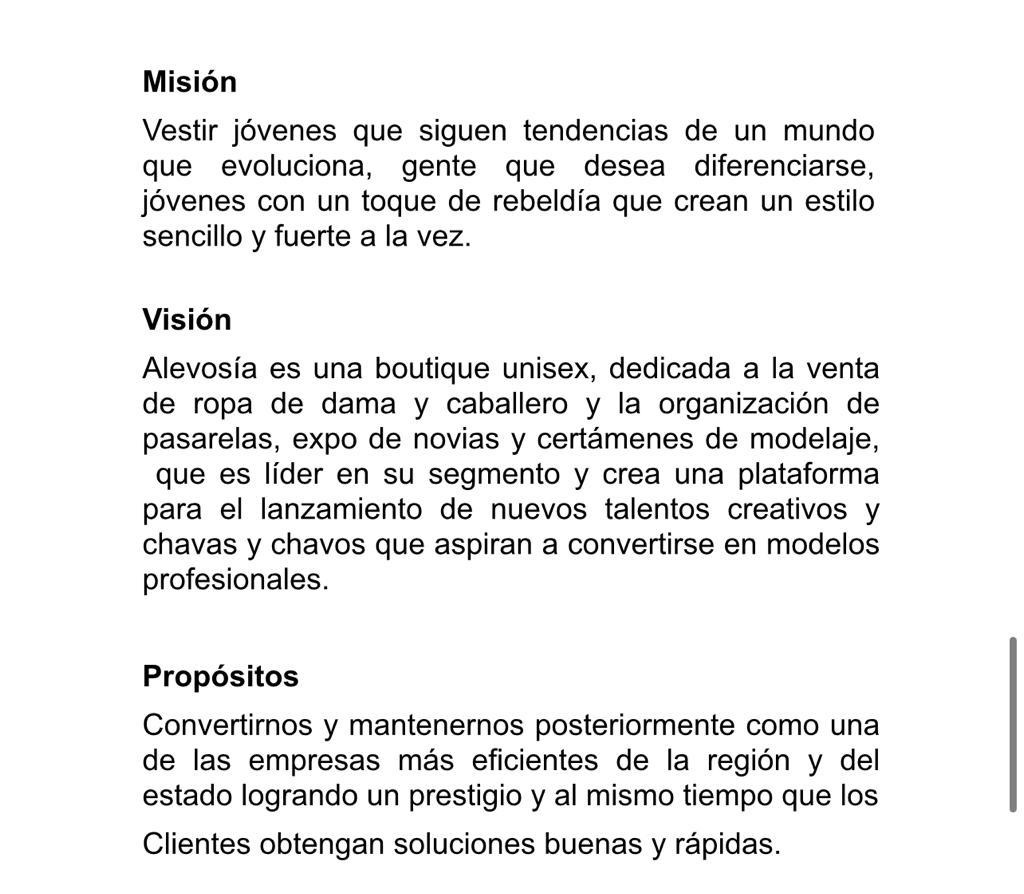 Misión
Vestir jóvenes que siguen tendencias de un mundo
que evoluciona, gente que desea diferenciarse,
jóvenes con un toque de rebeldía que crean un estilo
sencillo y fuerte a la vez.
Visión
Alevosía es una boutique unisex, dedicada a la venta
de ropa de dama y caballero y la organización de
pasarelas, expo de novias y certámenes de modelaje,
que es líder en su segmento y crea una plataforma
para el lanzamiento de nuevos talentos creativos y
chavas y chavos que aspiran a convertirse en modelos
profesionales.
Propósitos
Convertirnos y mantenernos posteriormente como una
de las empresas más eficientes de la región y del
estado logrando un prestigio y al mismo tiempo que los
Clientes obtengan soluciones buenas y rápidas.